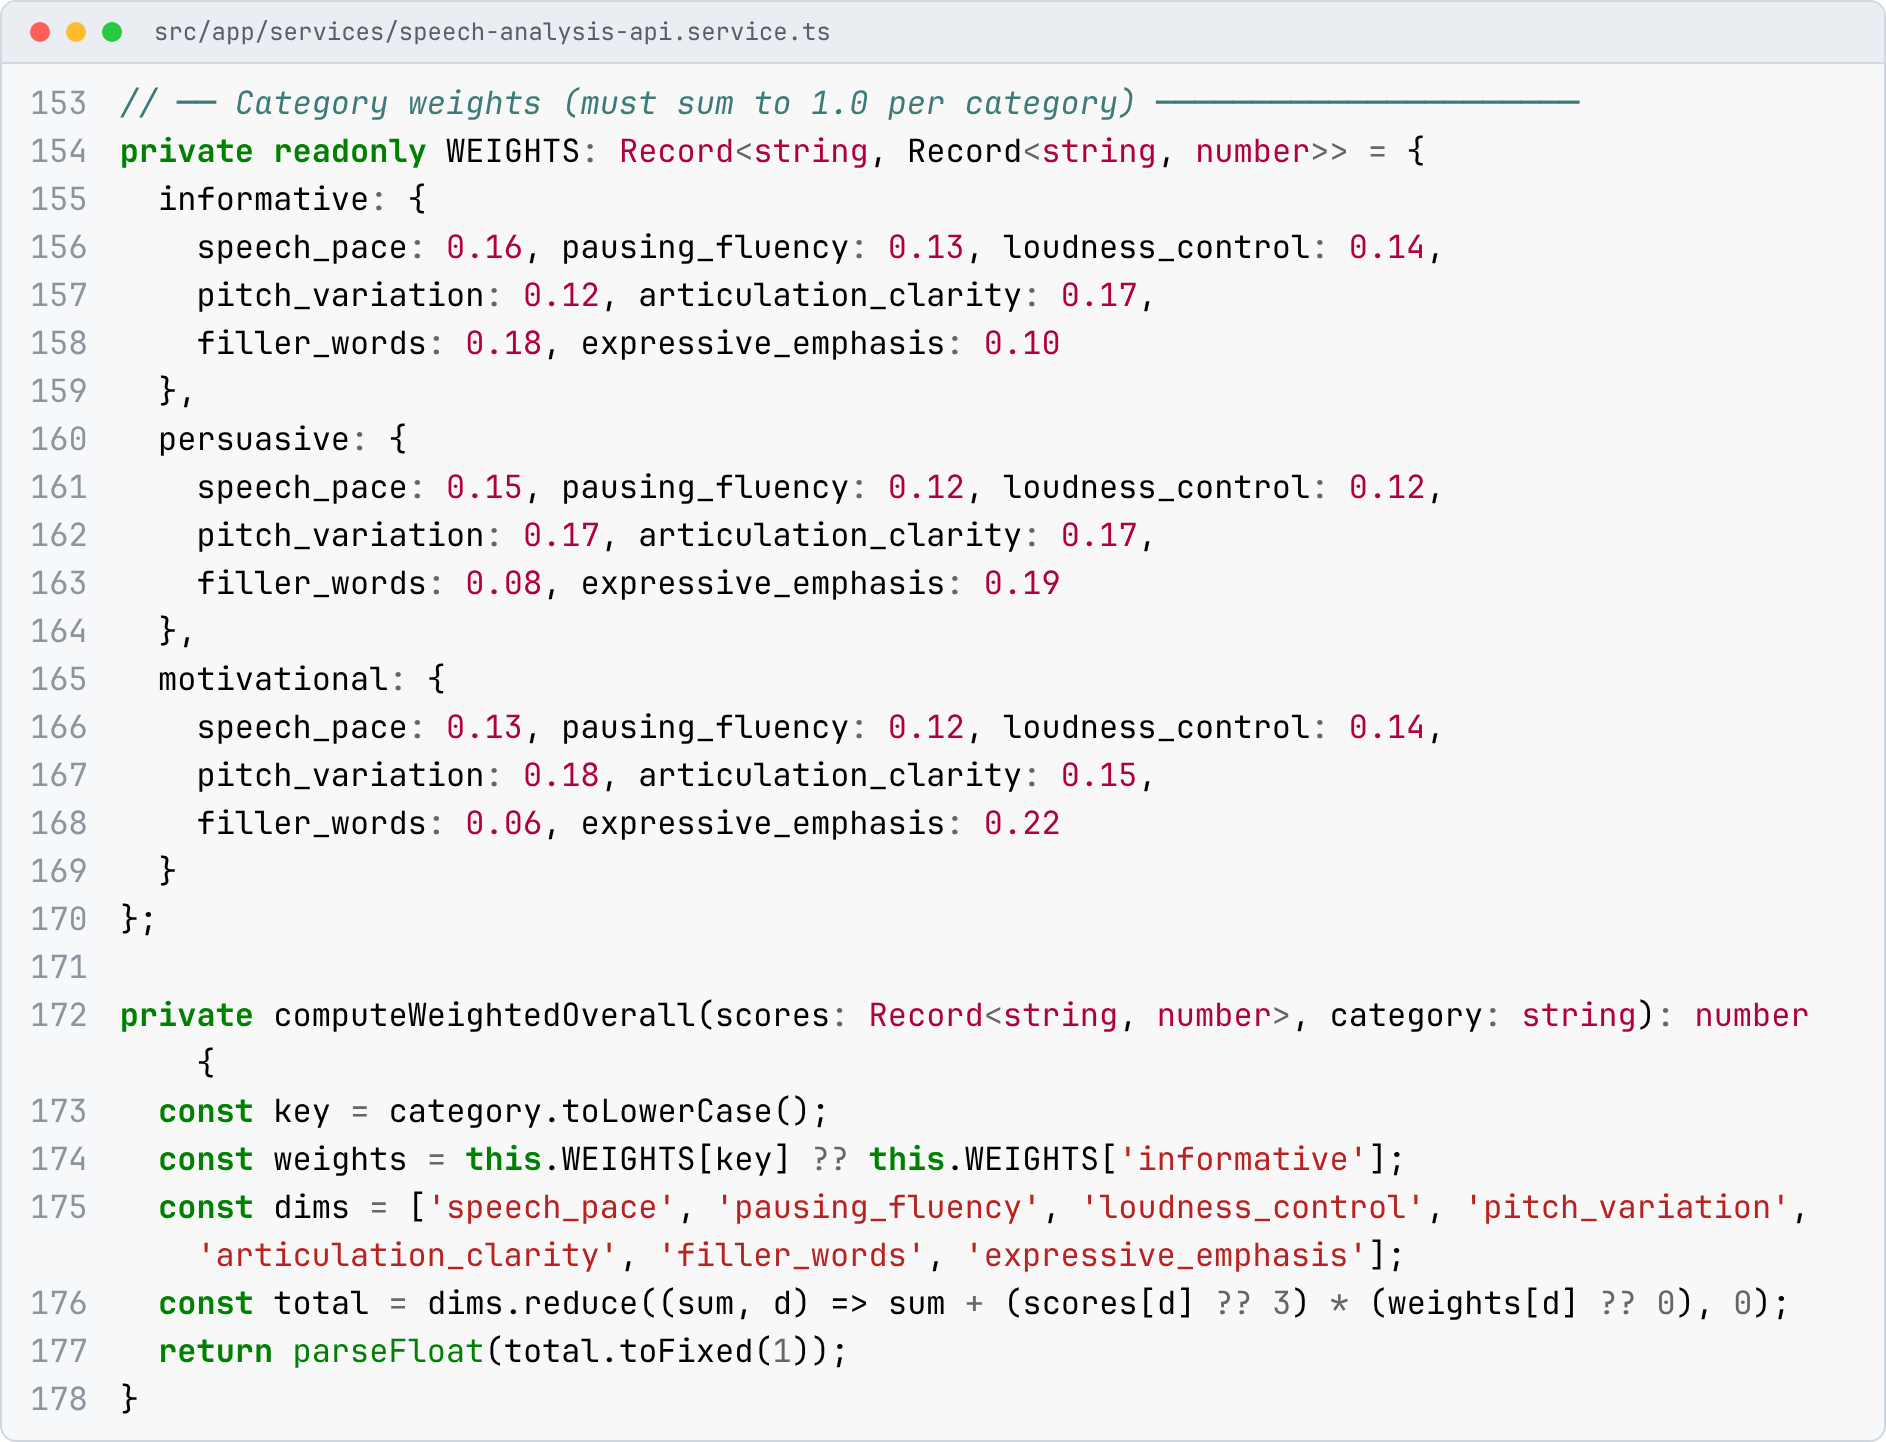 src/app/services/speech-analysis-api.service.ts
153 // ── Category weights (must sum to 1.0 per category) ──────────────────────
154 private readonly WEIGHTS: Record<string, Record<string, number>> = {
155   informative: {
156     speech_pace: 0.16, pausing_fluency: 0.13, loudness_control: 0.14,
157     pitch_variation: 0.12, articulation_clarity: 0.17,
158     filler_words: 0.18, expressive_emphasis: 0.10
159   },
160   persuasive: {
161     speech_pace: 0.15, pausing_fluency: 0.12, loudness_control: 0.12,
162     pitch_variation: 0.17, articulation_clarity: 0.17,
163     filler_words: 0.08, expressive_emphasis: 0.19
164   },
165   motivational: {
166     speech_pace: 0.13, pausing_fluency: 0.12, loudness_control: 0.14,
167     pitch_variation: 0.18, articulation_clarity: 0.15,
168     filler_words: 0.06, expressive_emphasis: 0.22
169   }
170 };
171
172 private computeWeightedOverall(scores: Record<string, number>, category: string): number
    {
173   const key = category.toLowerCase();
174   const weights = this.WEIGHTS[key] ?? this.WEIGHTS['informative'];
175   const dims = ['speech_pace', 'pausing_fluency', 'loudness_control', 'pitch_variation',
    'articulation_clarity', 'filler_words', 'expressive_emphasis'];
176   const total = dims.reduce((sum, d) => sum + (scores[d] ?? 3) * (weights[d] ?? 0), 0);
177   return parseFloat(total.toFixed(1));
178 }